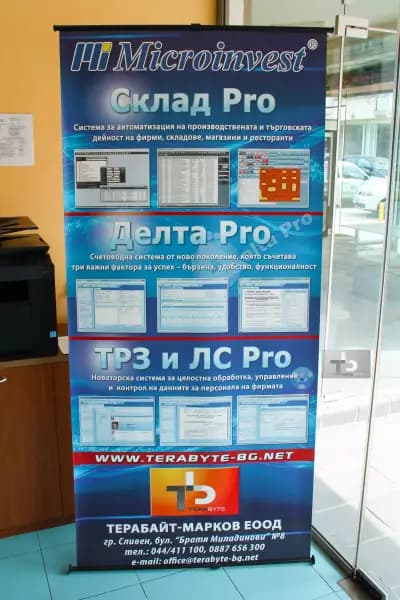 Microinvest®
Склад Pro
Система за автоматизация на производствената и търговската
дейност на фирми, складове, магазини и ресторанти
Делта Pro
Счетоводна система от ново поколение, която съчетава
три важни фактора за успех – бързина, удобство, функционалност
ТРЗ и ЛС Pro
Новаторска система за цялостна обработка, управление
и контрол на данните за персонала на фирмата
WWW.TERABYTE-BG.NET
TERABYTE
ТЕРАБАЙТ-МАРКОВ ЕООД
гр. Сливен, бул. "Братя Миладинови" №8
тел.: 044/411 100, 0887 656 300
e-mail: office@terabyte-bg.net